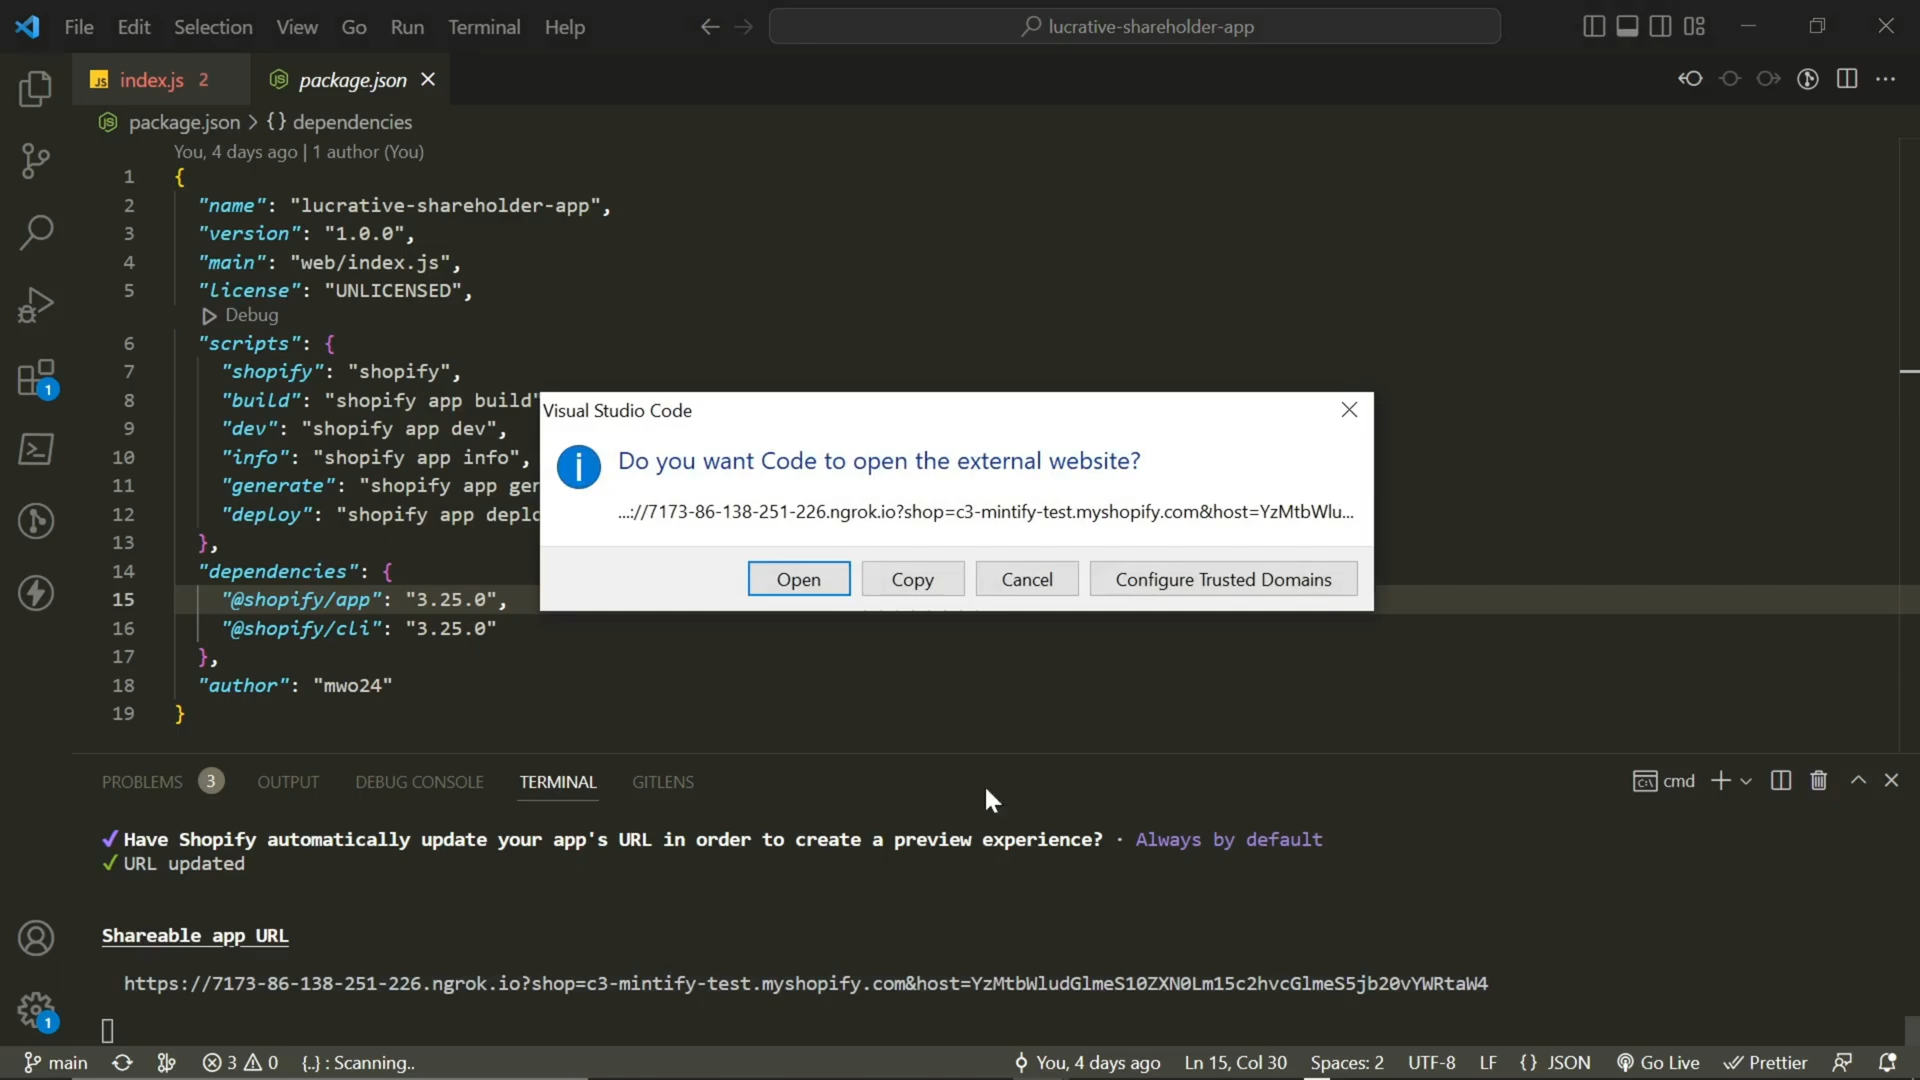 File Edit Selection View Go Run Terminal Help
lucrative-shareholder-app
JS index.js 2
package.json
package.json > {} dependencies
You, 4 days ago | 1 author (You)
1 {
2 "name": "lucrative-shareholder-app",
3 "version": "1.0.0",
4 "main": "web/index.js",
5 "license": "UNLICENSED",
Debug
6 "scripts": {
7 "shopify": "shopify",
8 "build": "shopify app build"
9 "dev": "shopify app dev",
10 "info": "shopify app info",
11 "generate": "shopify app gen
12 "deploy": "shopify app deplo
13 },
14 "dependencies": {
15 "@shopify/app": "3.25.0",
16 "@shopify/cli": "3.25.0"
17 },
18 "author": "mwo24"
19 }
Visual Studio Code
Do you want Code to open the external website?
...://7173-86-138-251-226.ngrok.io?shop=c3-mintify-test.myshopify.com&host=YzMtbWlu...
Open Copy Cancel Configure Trusted Domains
1
PROBLEMS 3 OUTPUT DEBUG CONSOLE TERMINAL GITLENS
cmd
✓ Have Shopify automatically update your app's URL in order to create a preview experience? · Always by default
✓ URL updated
Shareable app URL
https://7173-86-138-251-226.ngrok.io?shop=c3-mintify-test.myshopify.com&host=YzMtbWludGlmeS10ZXN0Lm15c2hvcGlmeS5jb20vYWRtaW4
1
main 3 0 {..} : Scanning.. You, 4 days ago Ln 15, Col 30 Spaces: 2 UTF-8 LF {} JSON Go Live Prettier